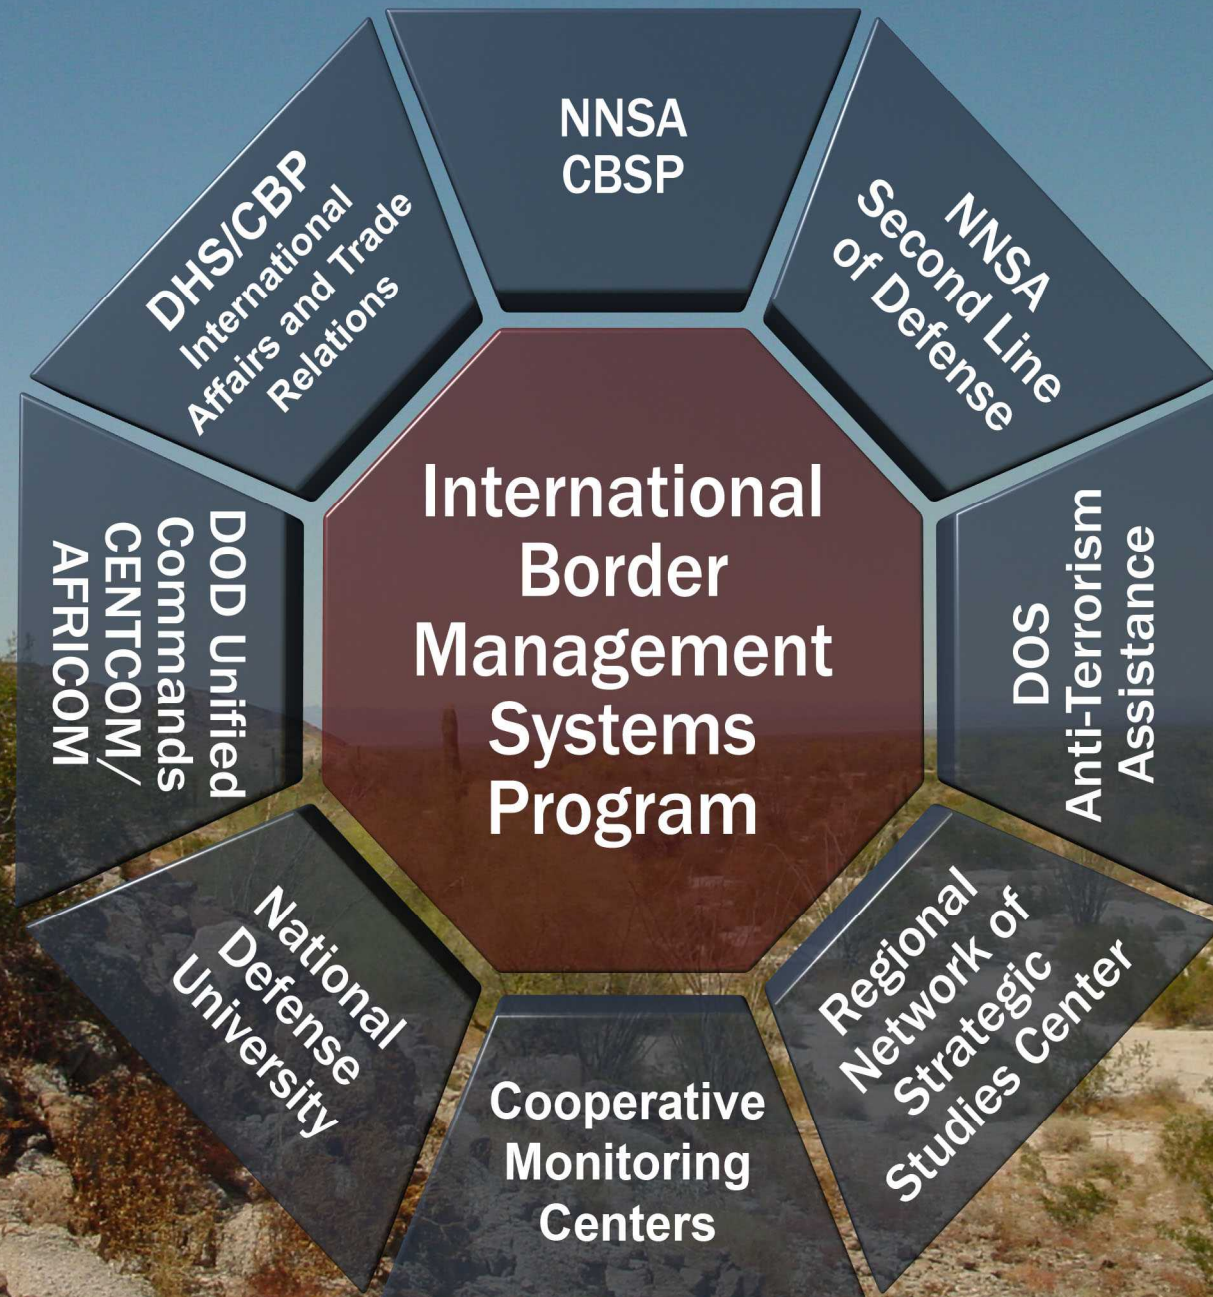 NNSA
CBSP
NNSA
Second Line
of Defense
DOS
Anti-Terrorism
Assistance
Regional
Network of
Strategic
Studies Center
Cooperative
Monitoring
Centers
National
Defense
University
DOD Unified
Commands
CENTCOM/
AFRICOM
DHS/CBP
International
Affairs and Trade
Relations
International
Border
Management
Systems
Program